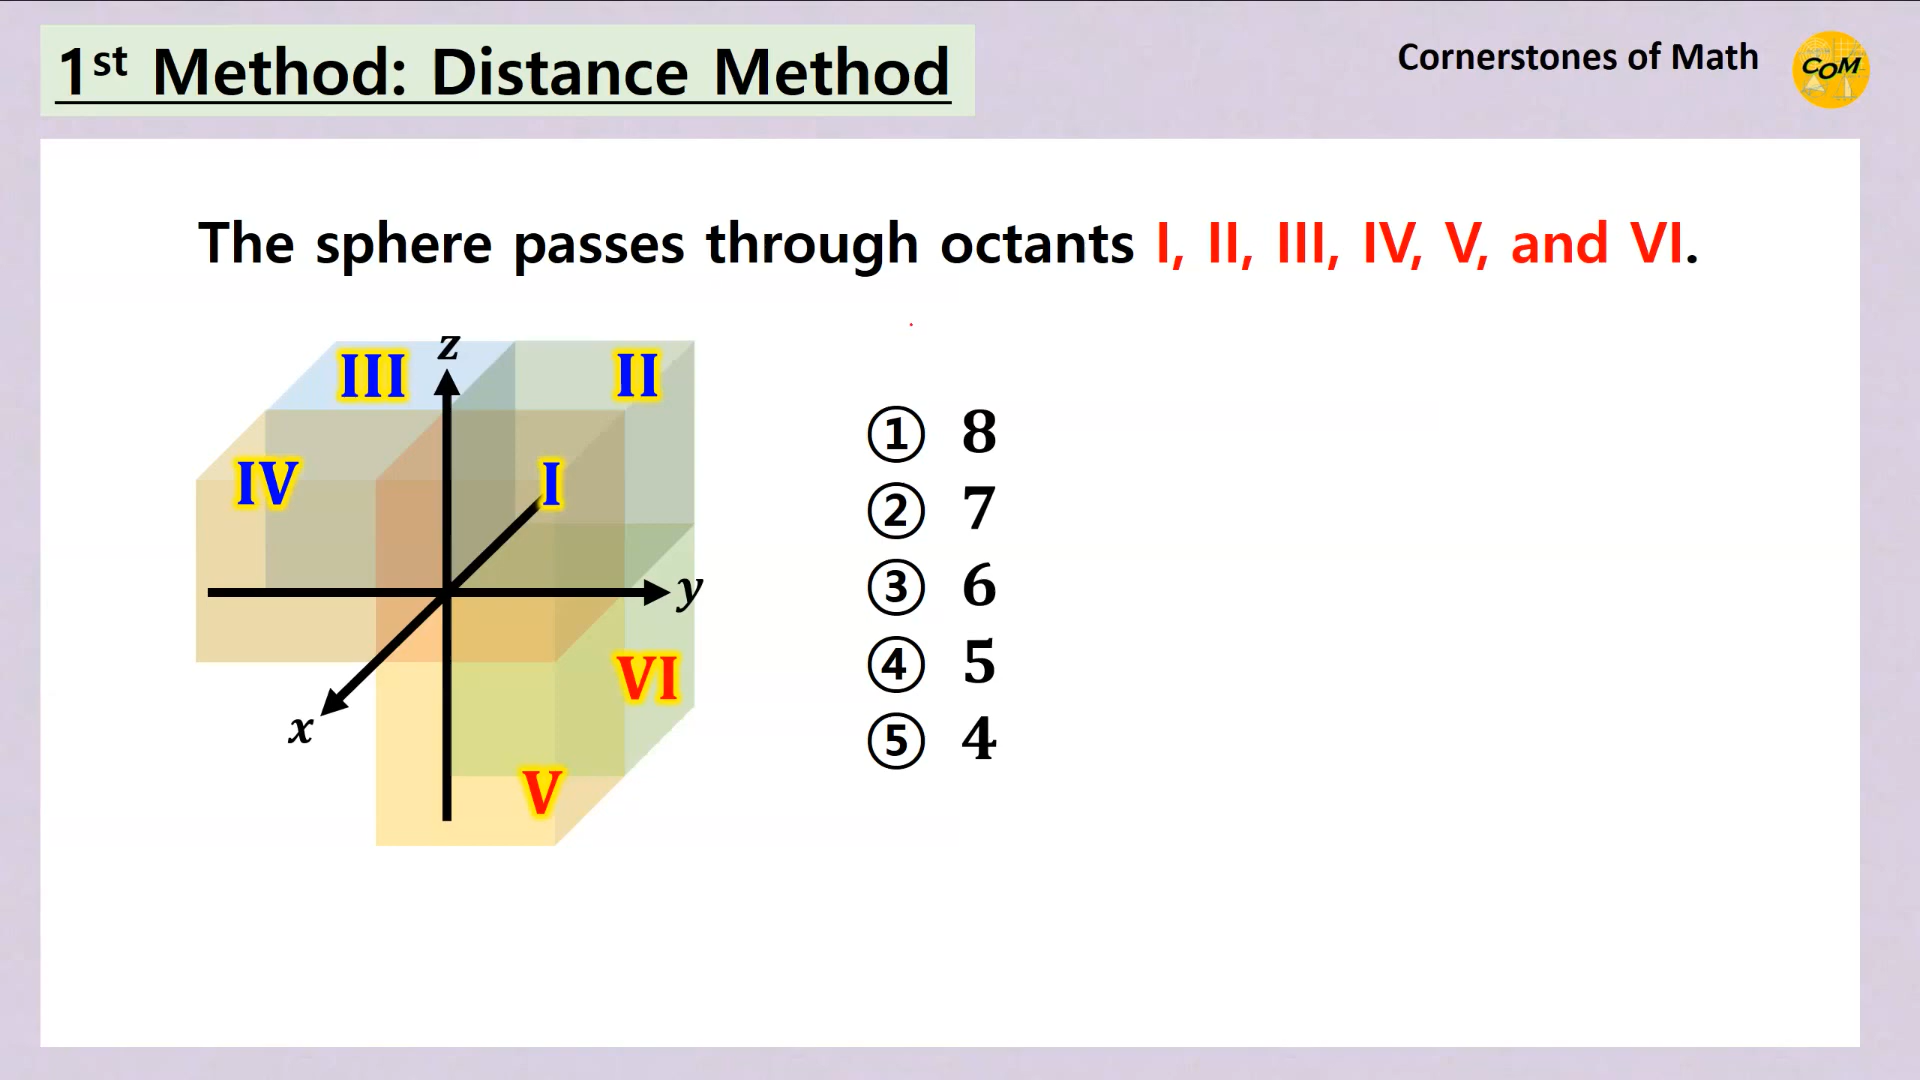 1st Method: Distance Method
Cornerstones of Math
COM
The sphere passes through octants I, II, III, IV, V, and VI.
z
III
II
IV
I
y
VI
x
V
① 8
② 7
③ 6
④ 5
⑤ 4